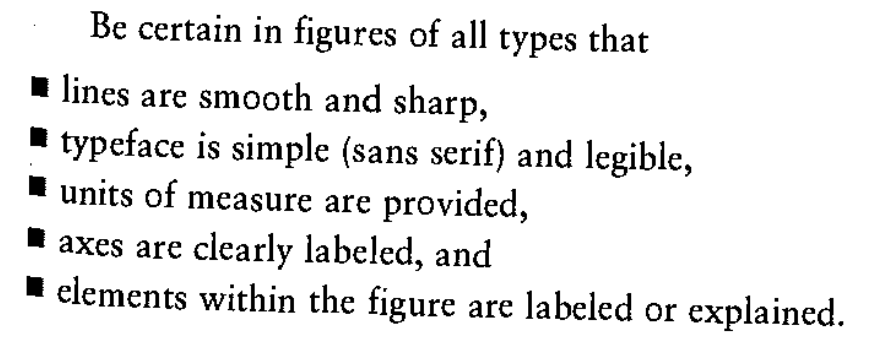 Be certain in figures of all types that
■ lines are smooth and sharp,
■ typeface is simple (sans serif) and legible,
■ units of measure are provided,
■ axes are clearly labeled, and
■ elements within the figure are labeled or explained.